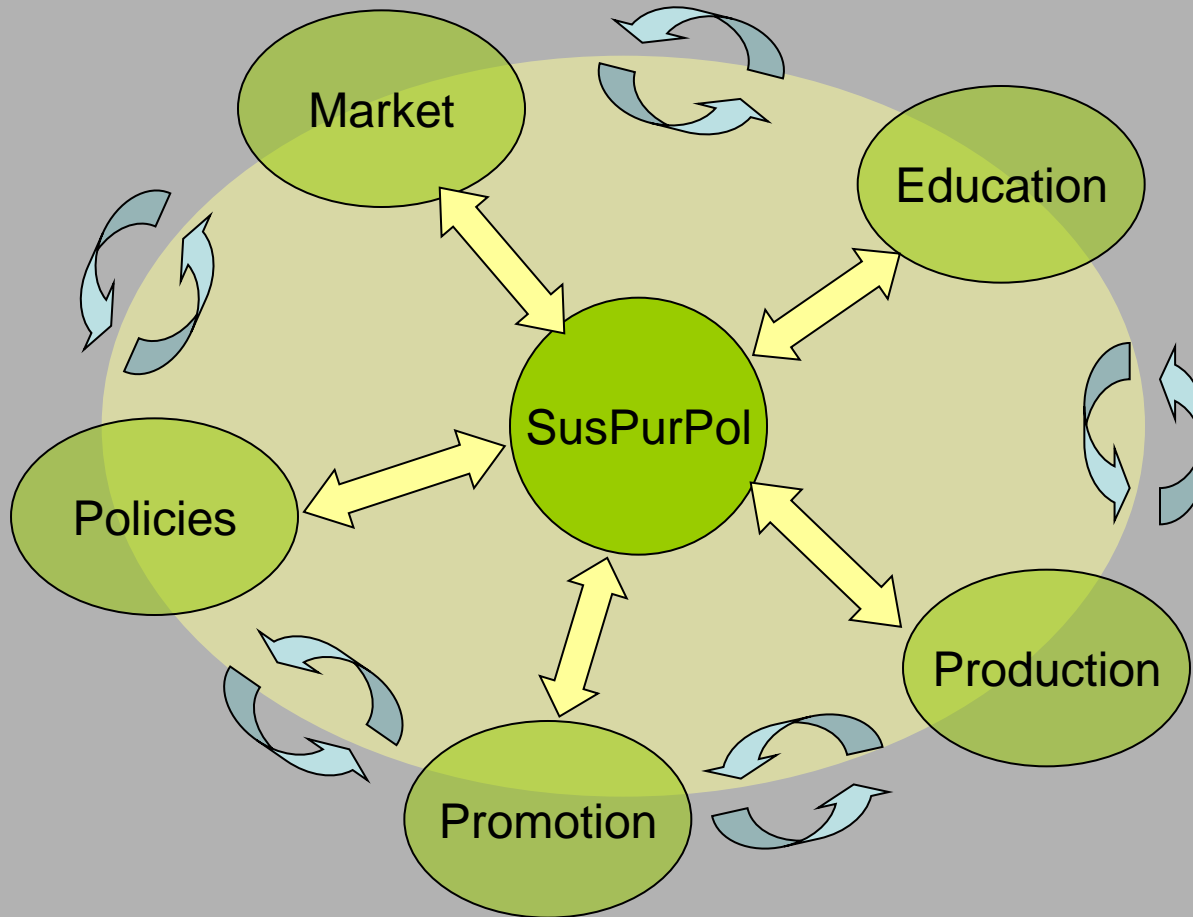 Market
Education
SusPurPol
Policies
Production
Promotion